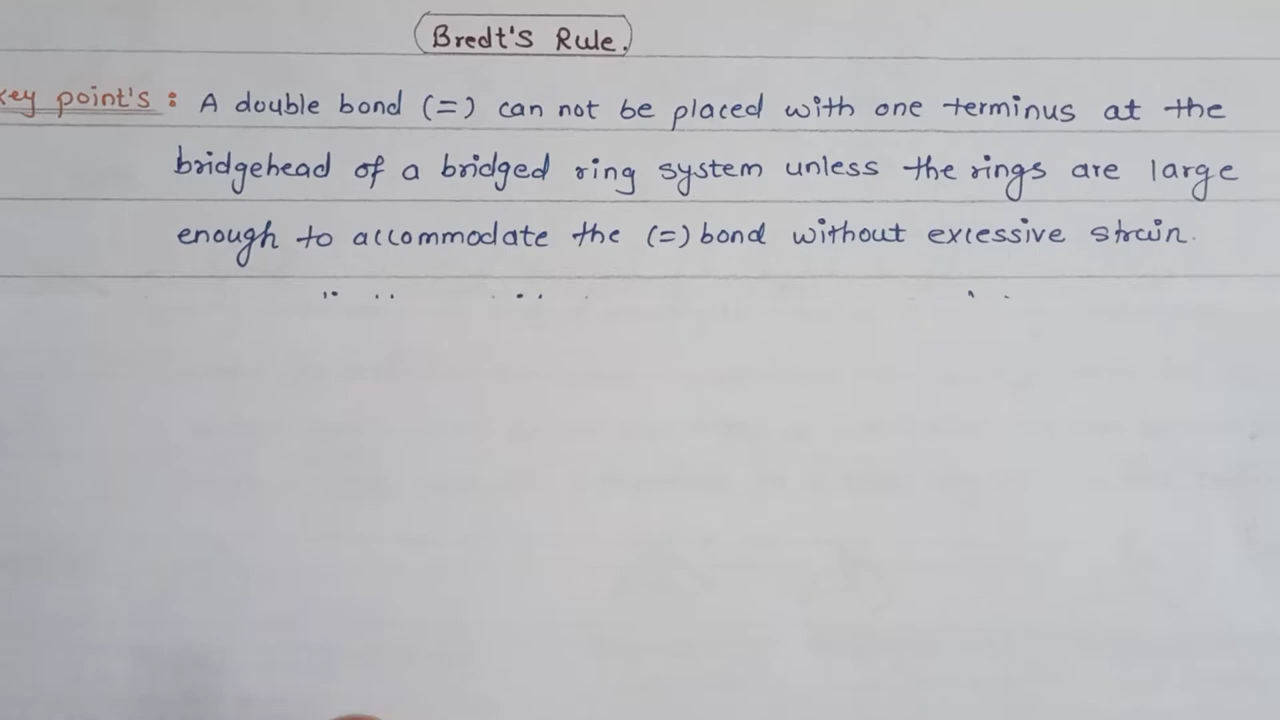 Bredt's Rule.
key point's : A double bond (=) can not be placed with one terminus at the
bridgehead of a bridged ring system unless the rings are large
enough to accommodate the (=) bond without excessive strain.